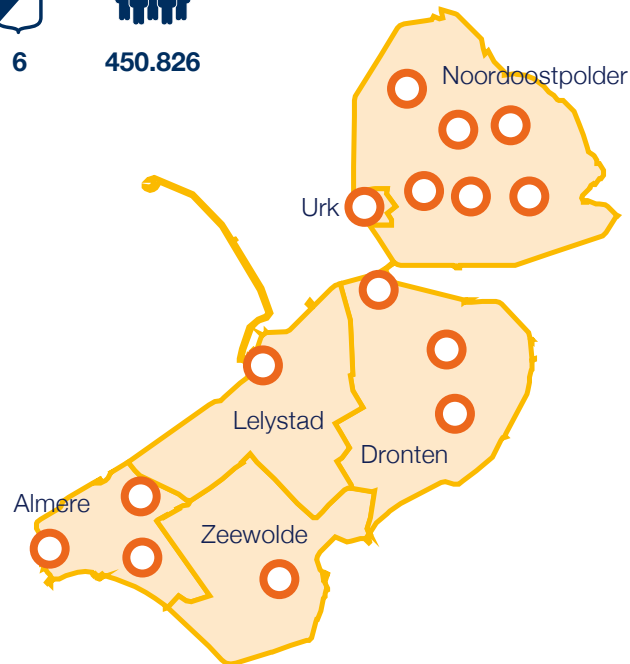 6 450.826
Noordoostpolder
Urk
Lelystad
Dronten
Almere
Zeewolde